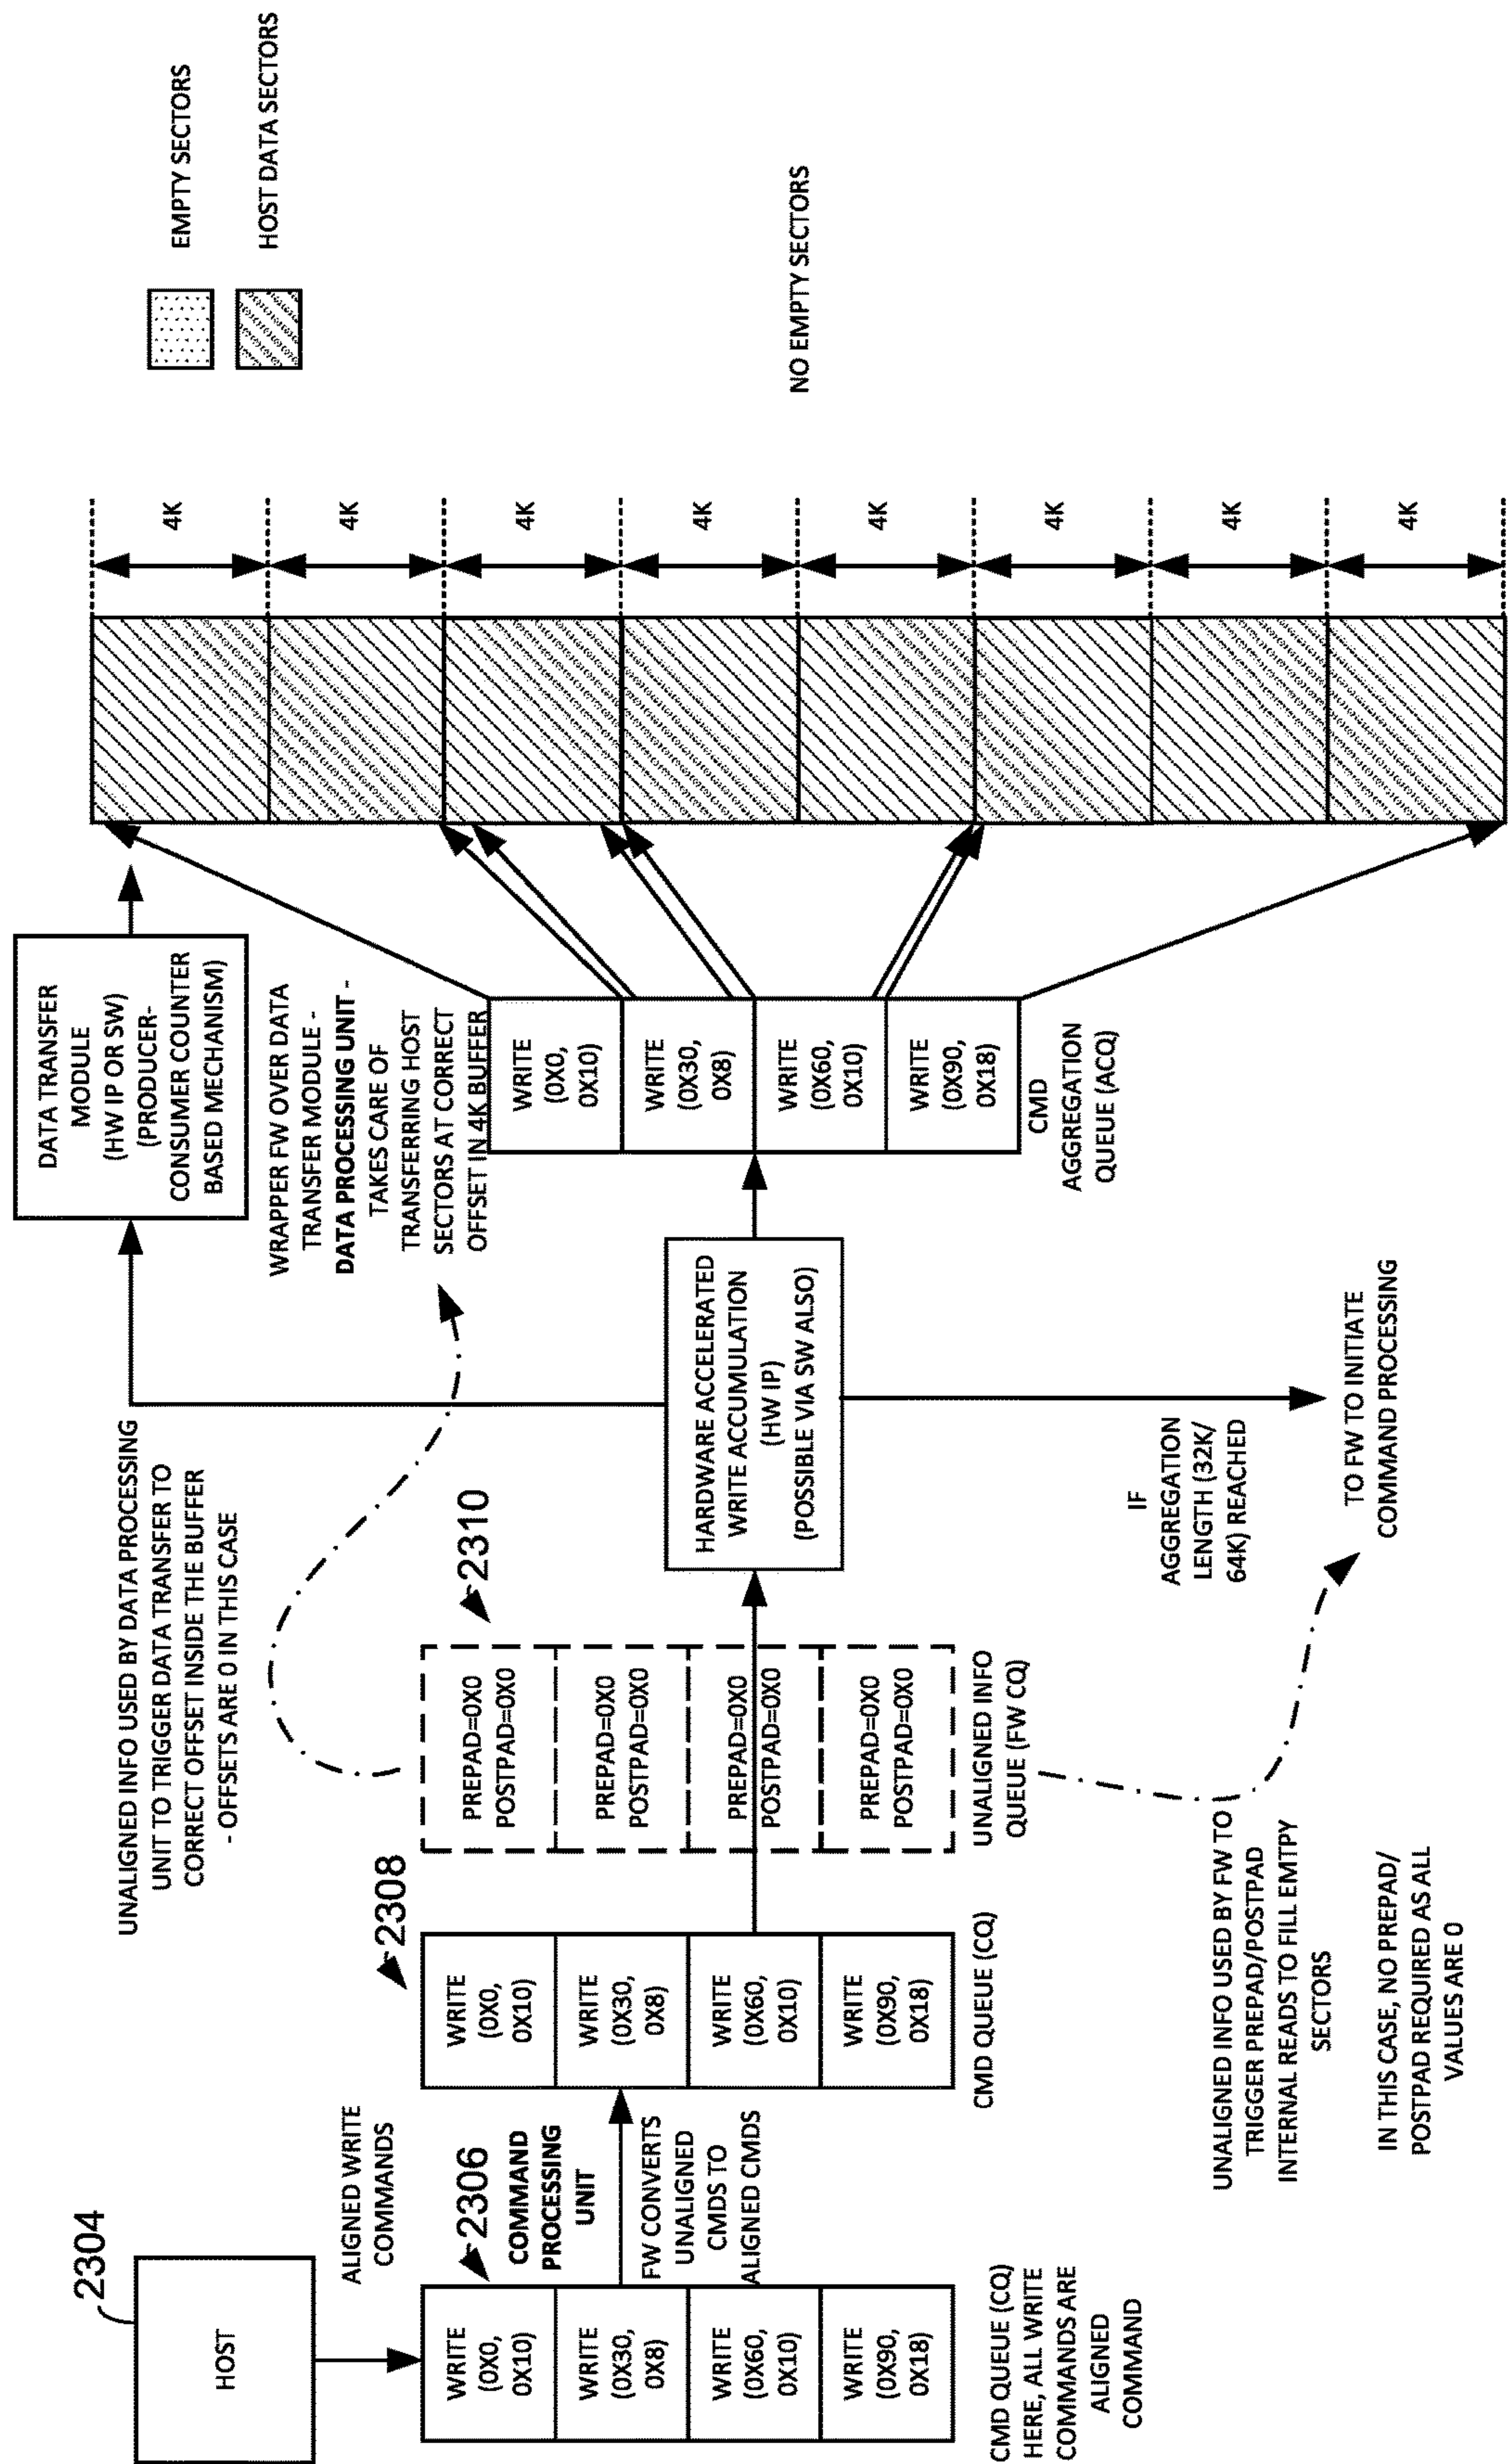 2304
HOST
ALIGNED WRITE
COMMANDS
2306
COMMAND
PROCESSING
UNIT
FW CONVERTS
UNALIGNED
CMDS TO
ALIGNED CMDS
WRITE
(0X0,
0X10)
WRITE
(0X30,
0X8)
WRITE
(0X60,
0X10)
WRITE
(0X90,
0X18)
CMD QUEUE (CQ)
HERE, ALL WRITE
COMMANDS ARE
ALIGNED
COMMAND
2308
WRITE
(0X0,
0X10)
WRITE
(0X30,
0X8)
WRITE
(0X60,
0X10)
WRITE
(0X90,
0X18)
CMD QUEUE (CQ)
UNALIGNED INFO USED BY DATA PROCESSING
UNIT TO TRIGGER DATA TRANSFER TO
CORRECT OFFSET INSIDE THE BUFFER
- OFFSETS ARE 0 IN THIS CASE
2310
PREPAD=0X0
POSTPAD=0X0
PREPAD=0X0
POSTPAD=0X0
PREPAD=0X0
POSTPAD=0X0
PREPAD=0X0
POSTPAD=0X0
UNALIGNED INFO
QUEUE (FW CQ)
UNALIGNED INFO USED BY FW TO
TRIGGER PREPAD/POSTPAD
INTERNAL READS TO FILL EMTPY
SECTORS
IN THIS CASE, NO PREPAD/
POSTPAD REQUIRED AS ALL
VALUES ARE 0
HARDWARE ACCELERATED
WRITE ACCUMULATION
(HW IP)
(POSSIBLE VIA SW ALSO)
IF
AGGREGATION
LENGTH (32K/
64K) REACHED
TO FW TO INITIATE
COMMAND PROCESSING
DATA TRANSFER
MODULE
(HW IP OR SW)
(PRODUCER-
CONSUMER COUNTER
BASED MECHANISM)
WRAPPER FW OVER DATA
TRANSFER MODULE -
DATA PROCESSING UNIT -
TAKES CARE OF
TRANSFERRING HOST
SECTORS AT CORRECT
OFFSET IN 4K BUFFER
WRITE
(0X0,
0X10)
WRITE
(0X30,
0X8)
WRITE
(0X60,
0X10)
WRITE
(0X90,
0X18)
CMD
AGGREGATION
QUEUE (ACQ)
4K
4K
4K
4K
4K
4K
4K
4K
NO EMPTY SECTORS
EMPTY SECTORS
HOST DATA SECTORS